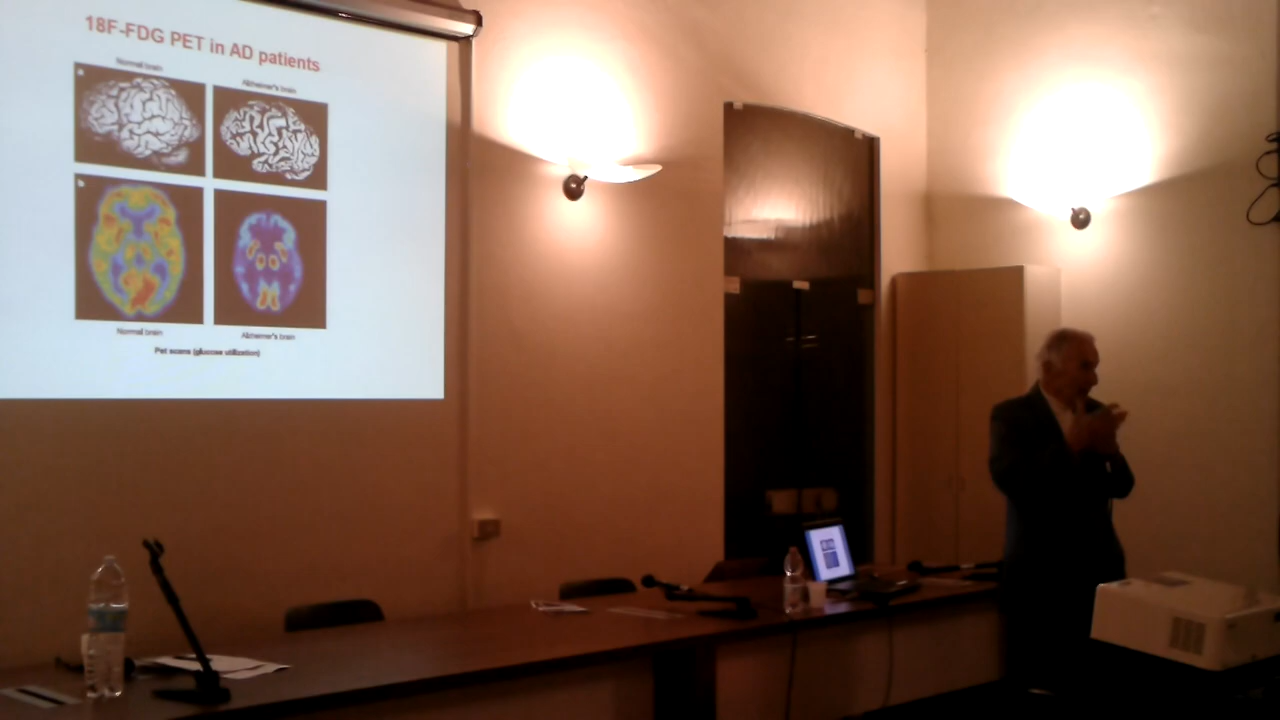 18F-FDG PET in AD patients
Normal brain
Alzheimer's brain
a
b
Normal brain
Alzheimer's brain
Pet scans (glucose utilization)